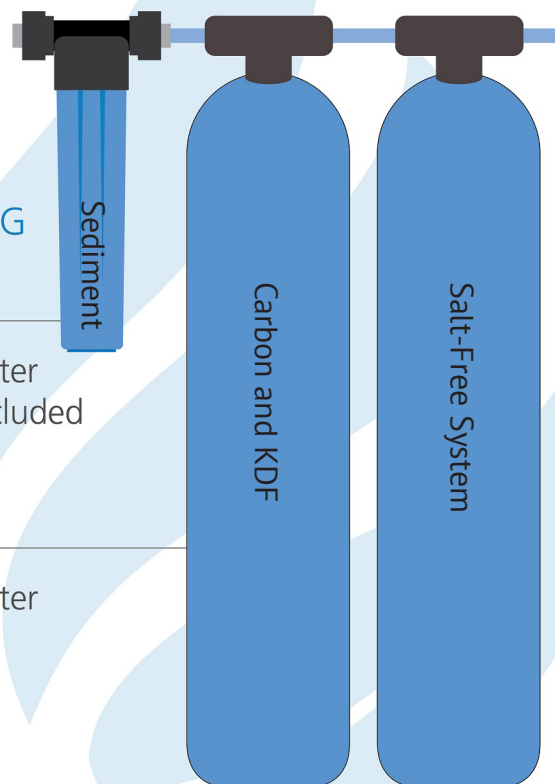 G
Sediment
ter
cluded
ter
Carbon and KDF
Salt-Free System